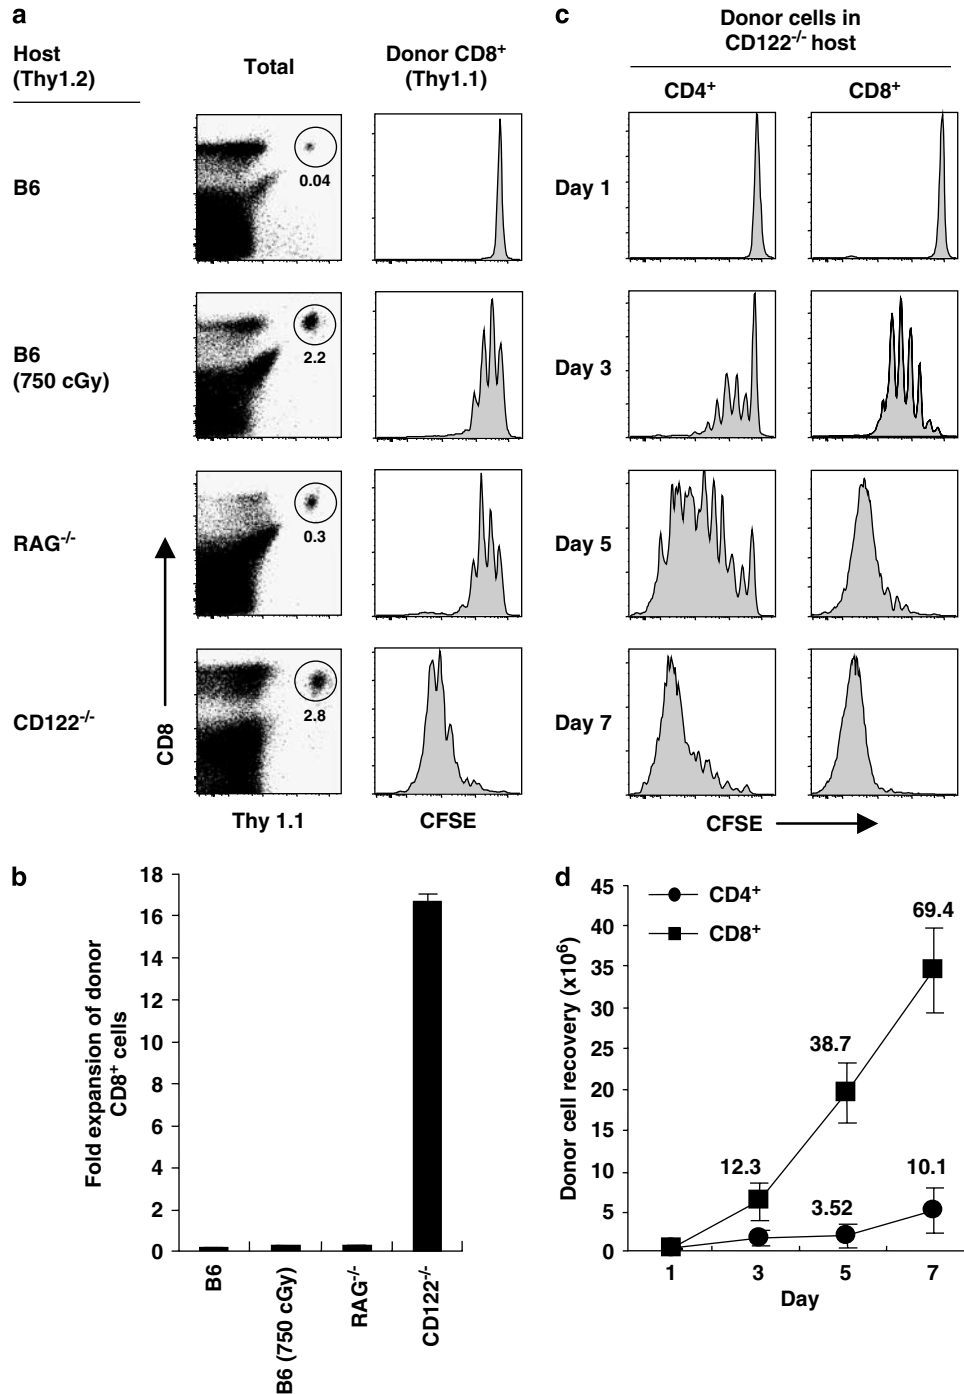 a
Host
(Thy1.2)
Total
Donor CD8⁺
(Thy1.1)
B6
0.04
B6
(750 cGy)
2.2
RAG⁻/⁻
0.3
CD122⁻/⁻
2.8
CD8
Thy 1.1
CFSE
c
Donor cells in
CD122⁻/⁻ host
CD4⁺
CD8⁺
Day 1
Day 3
Day 5
Day 7
CFSE
b
Fold expansion of donor
CD8⁺ cells
18
16
14
12
10
8
6
4
2
0
B6
B6 (750 cGy)
RAG⁻/⁻
CD122⁻/⁻
d
Donor cell recovery (x10⁶)
45
40
35
30
25
20
15
10
5
0
CD4⁺
CD8⁺
69.4
38.7
12.3
10.1
3.52
1
3
5
7
Day